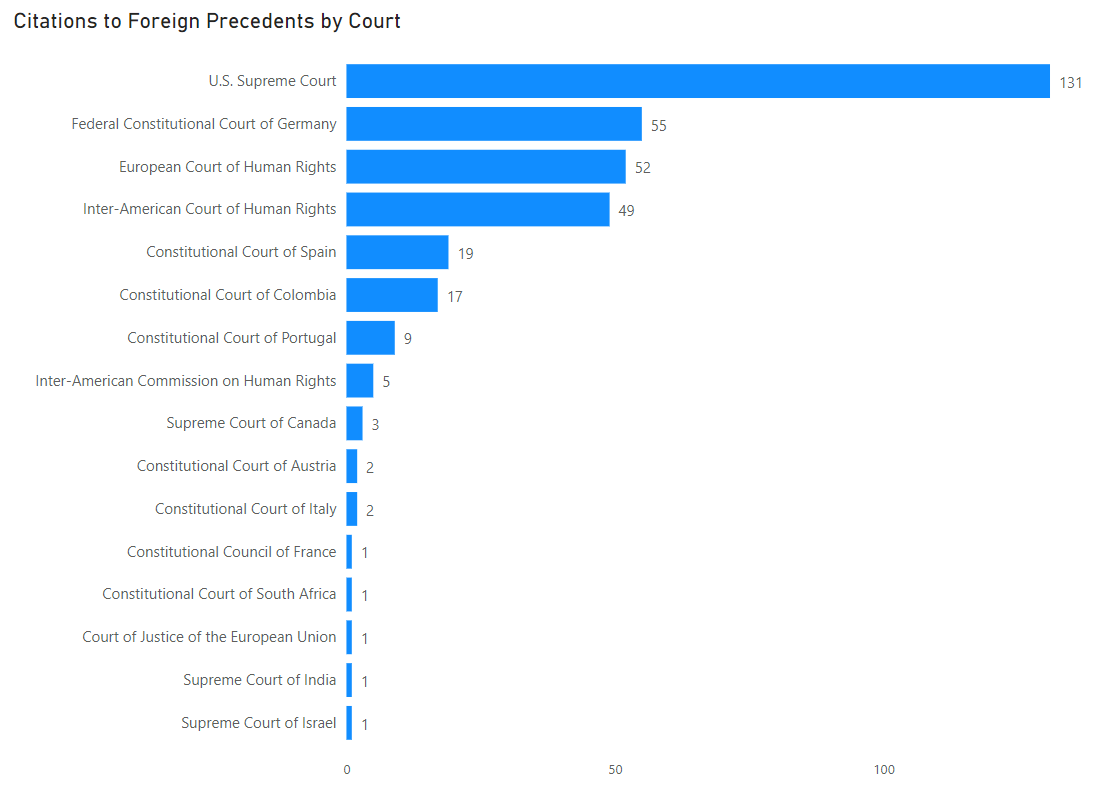 Citations to Foreign Precedents by Court
U.S. Supreme Court 131
Federal Constitutional Court of Germany 55
European Court of Human Rights 52
Inter-American Court of Human Rights 49
Constitutional Court of Spain 19
Constitutional Court of Colombia 17
Constitutional Court of Portugal 9
Inter-American Commission on Human Rights 5
Supreme Court of Canada 3
Constitutional Court of Austria 2
Constitutional Court of Italy 2
Constitutional Council of France 1
Constitutional Court of South Africa 1
Court of Justice of the European Union 1
Supreme Court of India 1
Supreme Court of Israel 1
0 50 100